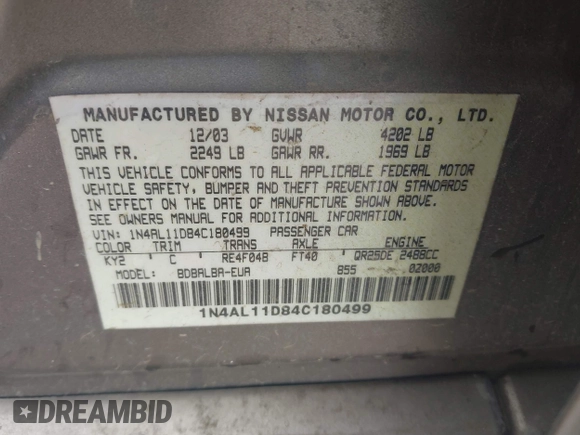 MANUFACTURED BY NISSAN MOTOR CO., LTD.
DATE 12/03 GVWR 4202 LB
GAWR FR. 2249 LB GAWR RR. 1969 LB
THIS VEHICLE CONFORMS TO ALL APPLICABLE FEDERAL MOTOR
VEHICLE SAFETY, BUMPER AND THEFT PREVENTION STANDARDS
IN EFFECT ON THE DATE OF MANUFACTURE SHOWN ABOVE.
SEE OWNERS MANUAL FOR ADDITIONAL INFORMATION.
VIN: 1N4AL11D84C180499 PASSENGER CAR
COLOR TRIM TRANS AXLE ENGINE
KY2 C RE4F04B FT40 QR25DE 2488CC
MODEL: BDBALBA-EUA 855 0Z000
1N4AL11D84C180499
DREAMBID